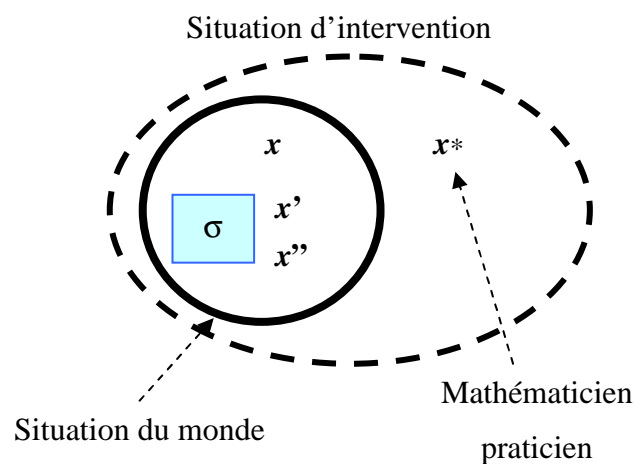 Situation d’intervention
x x*
x’
σ
x’’
Mathématicien
Situation du monde
praticien